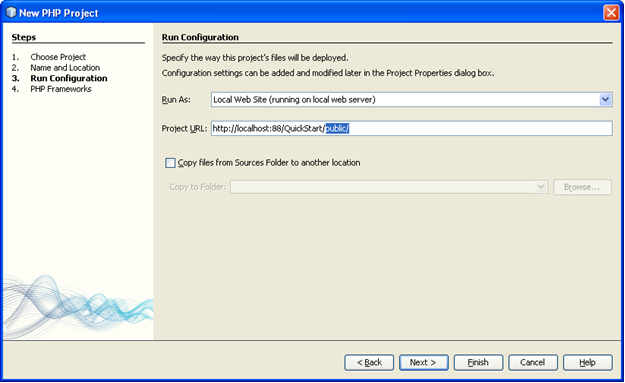 New PHP Project
Steps
1. Choose Project
2. Name and Location
3. Run Configuration
4. PHP Frameworks
Run Configuration
Specify the way this project's files will be deployed.
Configuration settings can be added and modified later in the Project Properties dialog box.
Run As: Local Web Site (running on local web server)
Project URL: http://localhost:88/QuickStart/public/
Copy files from Sources Folder to another location
Copy to Folder: Browse...
< Back Next > Finish Cancel Help